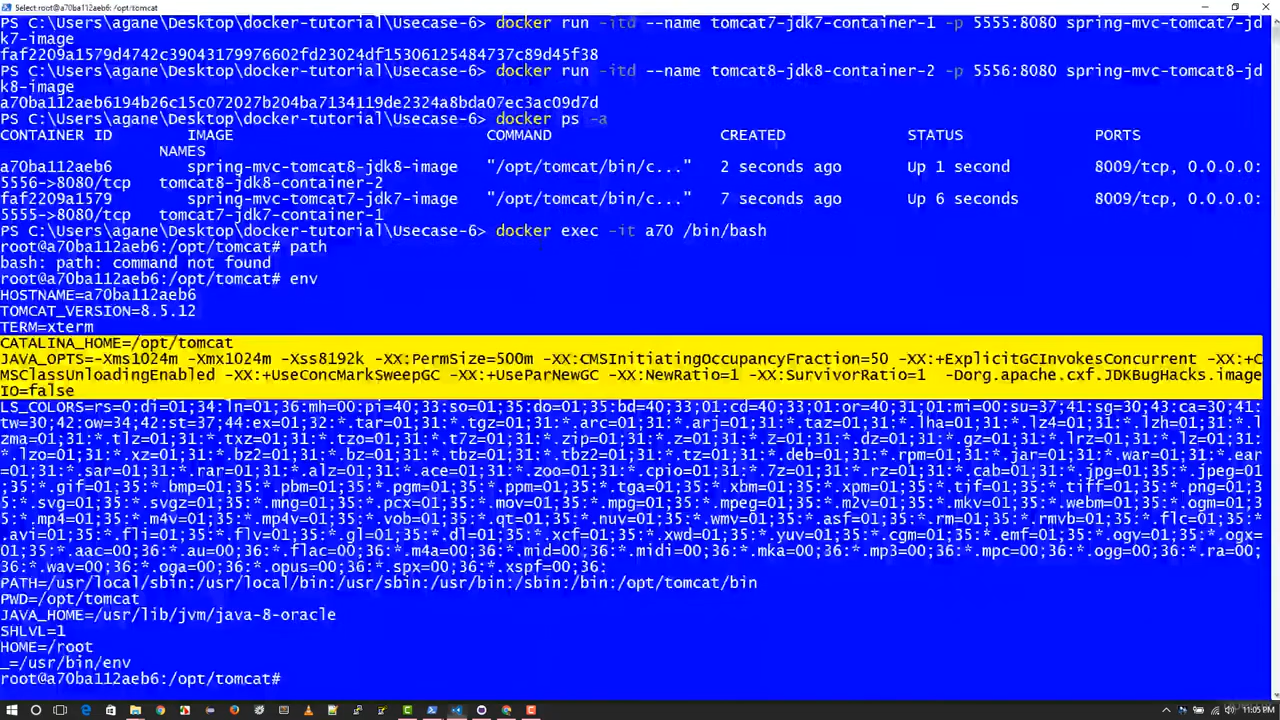 Select:root@a70ba112aeb6: /opt/tomcat
PS C:\Users\agane\Desktop\docker-tutorial\Usecase-6> docker run -itd --name tomcat7-jdk7-container-1 -p 5555:8080 spring-mvc-tomcat7-jd
k7-image
faf2209a1579d4742c39043179976602fd23024df15306125484737c89d45f38
PS C:\Users\agane\Desktop\docker-tutorial\Usecase-6> docker run -itd --name tomcat8-jdk8-container-2 -p 5556:8080 spring-mvc-tomcat8-jd
k8-image
a70ba112aeb6194b26c15c072027b204ba7134119de2324a8bda07ec3ac09d7d
PS C:\Users\agane\Desktop\docker-tutorial\Usecase-6> docker ps -a
CONTAINER ID IMAGE COMMAND CREATED STATUS PORTS
NAMES
a70ba112aeb6 spring-mvc-tomcat8-jdk8-image "/opt/tomcat/bin/c..." 2 seconds ago Up 1 second 8009/tcp, 0.0.0.0:
5556->8080/tcp tomcat8-jdk8-container-2
faf2209a1579 spring-mvc-tomcat7-jdk7-image "/opt/tomcat/bin/c..." 7 seconds ago Up 6 seconds 8009/tcp, 0.0.0.0:
5555->8080/tcp tomcat7-jdk7-container-1
PS C:\Users\agane\Desktop\docker-tutorial\Usecase-6> docker exec -it a70 /bin/bash
root@a70ba112aeb6:/opt/tomcat# path
bash: path: command not found
root@a70ba112aeb6:/opt/tomcat# env
HOSTNAME=a70ba112aeb6
TOMCAT_VERSION=8.5.12
TERM=xterm
CATALINA_HOME=/opt/tomcat
JAVA_OPTS=-Xms1024m -Xmx1024m -Xss8192k -XX:PermSize=500m -XX:CMSInitiatingOccupancyFraction=50 -XX:+ExplicitGCInvokesConcurrent -XX:+C
MSClassUnloadingEnabled -XX:+UseConcMarkSweepGC -XX:+UseParNewGC -XX:NewRatio=1 -XX:SurvivorRatio=1 -Dorg.apache.cxf.JDKBugHacks.image
IO=false
LS_COLORS=rs=0:di=01;34:ln=01;36:mh=00:pi=40;33:so=01;35:do=01;35:bd=40;33;01:cd=40;33;01:or=40;31;01:mi=00:su=37;41:sg=30;43:ca=30;41:
tw=30;42:ow=34;42:st=37;44:ex=01;32:*.tar=01;31:*.tgz=01;31:*.arc=01;31:*.arj=01;31:*.taz=01;31:*.lha=01;31:*.lz4=01;31:*.lzh=01;31:*.l
zma=01;31:*.tlz=01;31:*.txz=01;31:*.tzo=01;31:*.t7z=01;31:*.zip=01;31:*.z=01;31:*.Z=01;31:*.dz=01;31:*.gz=01;31:*.lrz=01;31:*.lz=01;31:
*.lzo=01;31:*.xz=01;31:*.bz2=01;31:*.bz=01;31:*.tbz=01;31:*.tbz2=01;31:*.tz=01;31:*.deb=01;31:*.rpm=01;31:*.jar=01;31:*.war=01;31:*.ear
=01;31:*.sar=01;31:*.rar=01;31:*.alz=01;31:*.ace=01;31:*.zoo=01;31:*.cpio=01;31:*.7z=01;31:*.rz=01;31:*.cab=01;31:*.jpg=01;35:*.jpeg=01
;35:*.gif=01;35:*.bmp=01;35:*.pbm=01;35:*.pgm=01;35:*.ppm=01;35:*.tga=01;35:*.xbm=01;35:*.xpm=01;35:*.tif=01;35:*.tiff=01;35:*.png=01;3
5:*.svg=01;35:*.svgz=01;35:*.mng=01;35:*.pcx=01;35:*.mov=01;35:*.mpg=01;35:*.mpeg=01;35:*.m2v=01;35:*.mkv=01;35:*.webm=01;35:*.ogm=01;3
5:*.mp4=01;35:*.m4v=01;35:*.mp4v=01;35:*.vob=01;35:*.qt=01;35:*.nuv=01;35:*.wmv=01;35:*.asf=01;35:*.rm=01;35:*.rmvb=01;35:*.flc=01;35:*
.avi=01;35:*.fli=01;35:*.flv=01;35:*.gl=01;35:*.dl=01;35:*.xcf=01;35:*.xwd=01;35:*.yuv=01;35:*.cgm=01;35:*.emf=01;35:*.ogv=01;35:*.ogx=
01;35:*.aac=00;36:*.au=00;36:*.flac=00;36:*.m4a=00;36:*.mid=00;36:*.midi=00;36:*.mka=00;36:*.mp3=00;36:*.mpc=00;36:*.ogg=00;36:*.ra=00;
36:*.wav=00;36:*.oga=00;36:*.opus=00;36:*.spx=00;36:*.xspf=00;36:
PATH=/usr/local/sbin:/usr/local/bin:/usr/sbin:/usr/bin:/sbin:/bin:/opt/tomcat/bin
PWD=/opt/tomcat
JAVA_HOME=/usr/lib/jvm/java-8-oracle
SHLVL=1
HOME=/root
_=/usr/bin/env
root@a70ba112aeb6:/opt/tomcat#
11:05 PM